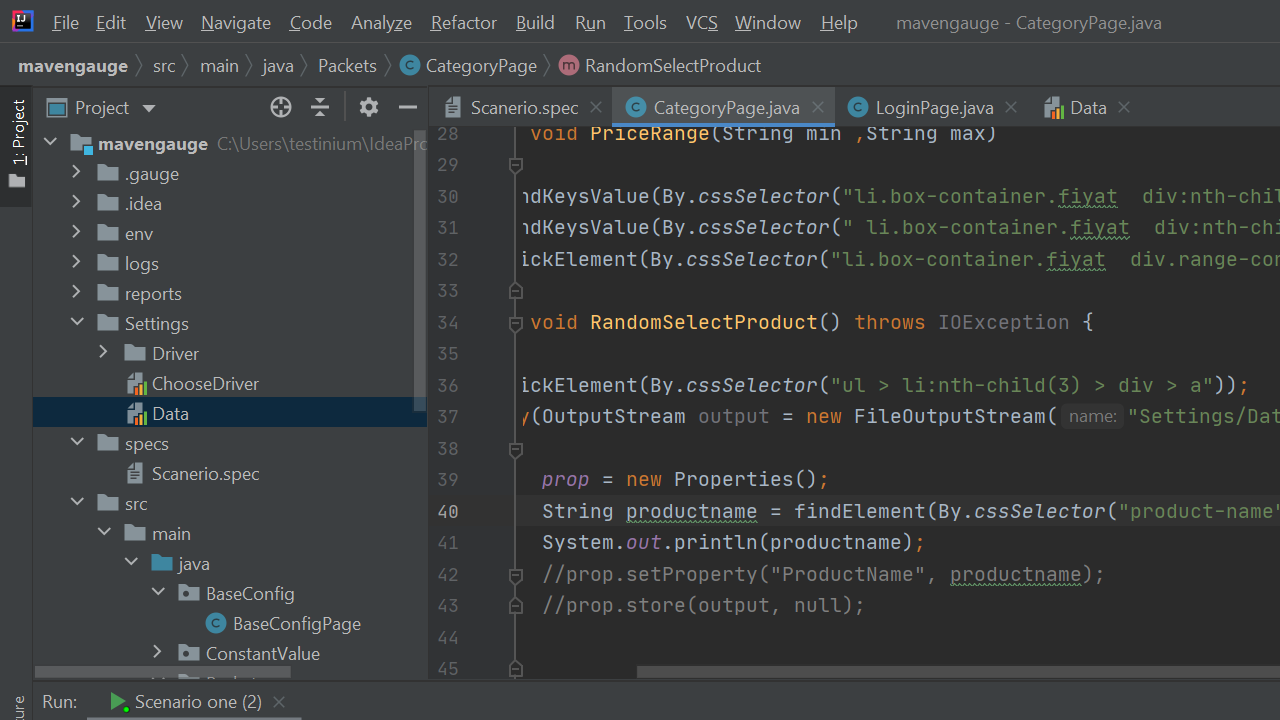 File Edit View Navigate Code Analyze Refactor Build Run Tools VCS Window Help mavengauge - CategoryPage.java
mavengauge src main java Packets CategoryPage RandomSelectProduct
1: Project
Project
Scanerio.spec CategoryPage.java LoginPage.java Data
mavengauge C:\Users\testinium\IdeaPrc
.gauge
.idea
env
logs
reports
Settings
Driver
ChooseDriver
Data
specs
Scanerio.spec
src
main
java
BaseConfig
BaseConfigPage
ConstantValue
28 void PriceRange(String min ,String max)
29
30 ndKeysValue(By.cssSelector("li.box-container.fiyat  div:nth-chil
31 ndKeysValue(By.cssSelector(" li.box-container.fiyat  div:nth-chi
32 ickElement(By.cssSelector("li.box-container.fiyat  div.range-con
33
34 void RandomSelectProduct() throws IOException {
35
36 ickElement(By.cssSelector("ul > li:nth-child(3) > div > a"));
37 y(OutputStream output = new FileOutputStream( name: "Settings/Dat
38
39 prop = new Properties();
40 String productname = findElement(By.cssSelector("product-name"
41 System.out.println(productname);
42 //prop.setProperty("ProductName", productname);
43 //prop.store(output, null);
44
45
Run: Scenario one (2)